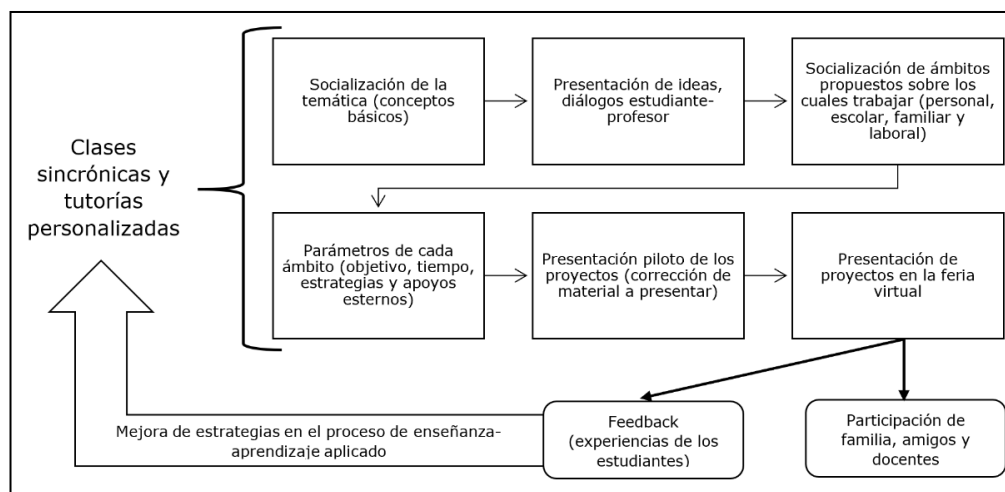 Clases
sincrónicas y
tutorías
personalizadas
Socialización de la
temática (conceptos
básicos)
Presentación de ideas,
diálogos estudiante-
profesor
Socialización de ámbitos
propuestos sobre los
cuales trabajar (personal,
escolar, familiar y
laboral)
Parámetros de cada
ámbito (objetivo, tiempo,
estrategias y apoyos
esternos)
Presentación piloto de los
proyectos (corrección de
material a presentar)
Presentación de
proyectos en la feria
virtual
Feedback
(experiencias de los
estudiantes)
Participación de
familia, amigos y
docentes
Mejora de estrategias en el proceso de enseñanza-
aprendizaje aplicado